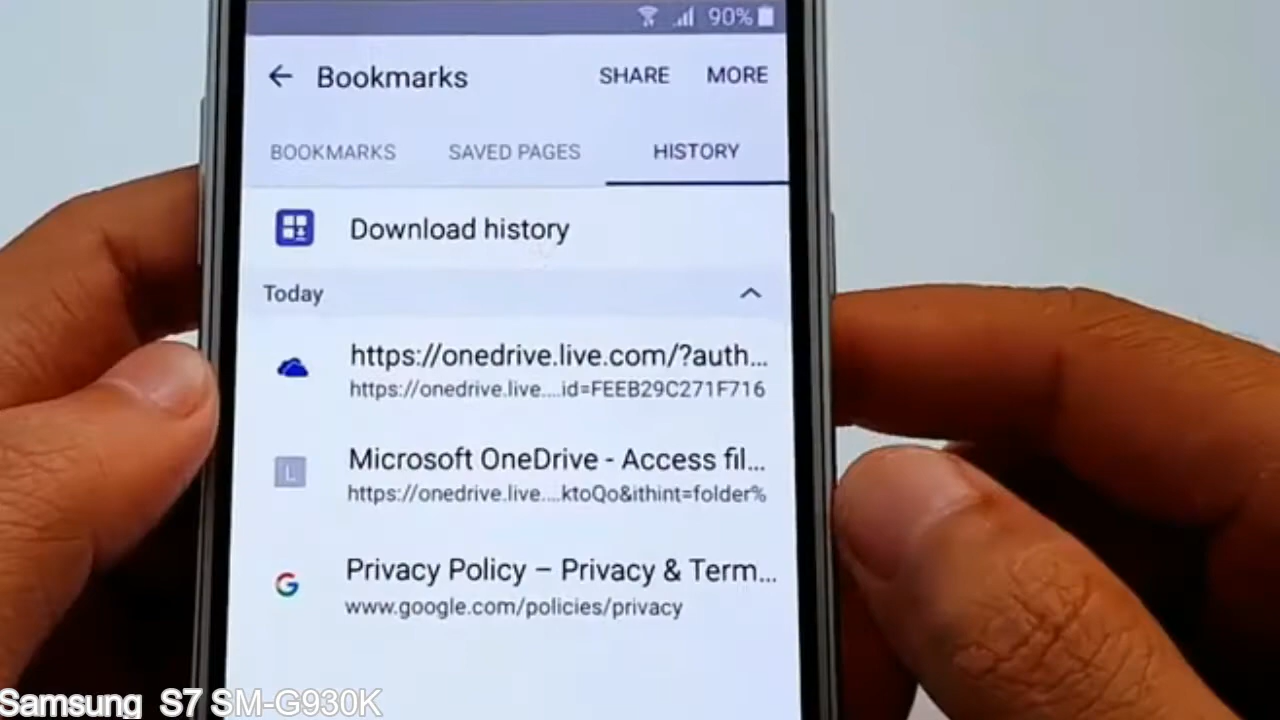 90%
Bookmarks SHARE MORE
BOOKMARKS SAVED PAGES HISTORY
Download history
Today
https://onedrive.live.com/?auth...
https://onedrive.live....id=FEEB29C271F716
L
Microsoft OneDrive - Access fil...
https://onedrive.live....ktoQo&ithint=folder%
G
Privacy Policy – Privacy & Term...
www.google.com/policies/privacy
Samsung S7 SM-G930K